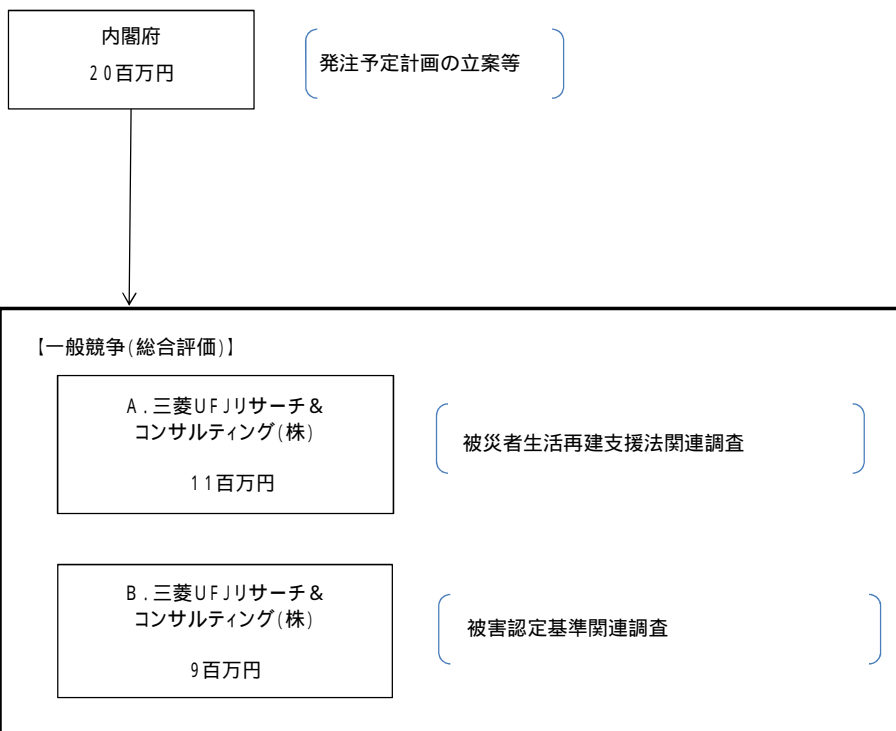 内閣府
20百万円
発注予定計画の立案等
【一般競争(総合評価)】
A.三菱UFJリサーチ＆
コンサルティング(株)
11百万円
被災者生活再建支援法関連調査
B.三菱UFJリサーチ＆
コンサルティング(株)
9百万円
被害認定基準関連調査